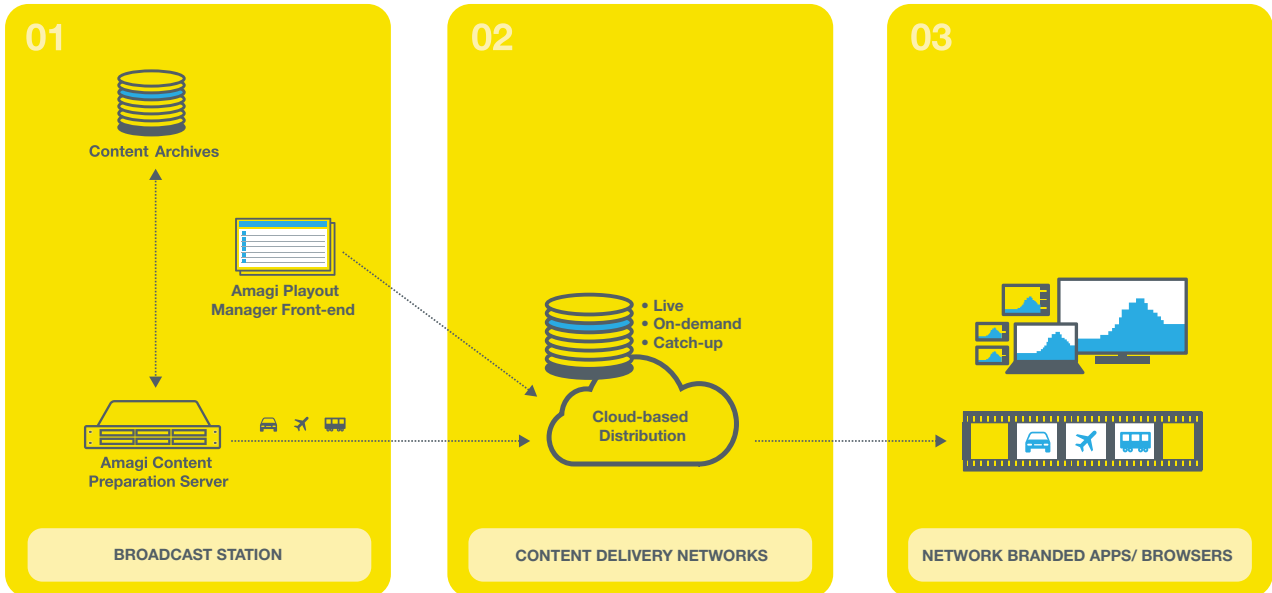 01
Content Archives
Amagi Playout
Manager Front-end
Amagi Content
Preparation Server
BROADCAST STATION
02
• Live
• On-demand
• Catch-up
Cloud-based
Distribution
CONTENT DELIVERY NETWORKS
03
NETWORK BRANDED APPS/ BROWSERS